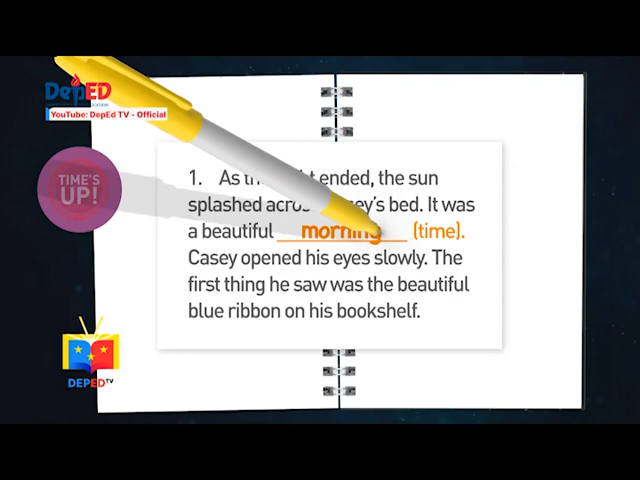 DepED
YouTube: DepEd TV - Official
TIME'S
UP!
1. As ended, the sun
splashed bed. It was
a beautiful morning (time).
Casey opened his eyes slowly. The
first thing he saw was the beautiful
blue ribbon on his bookshelf.
DEPED TV